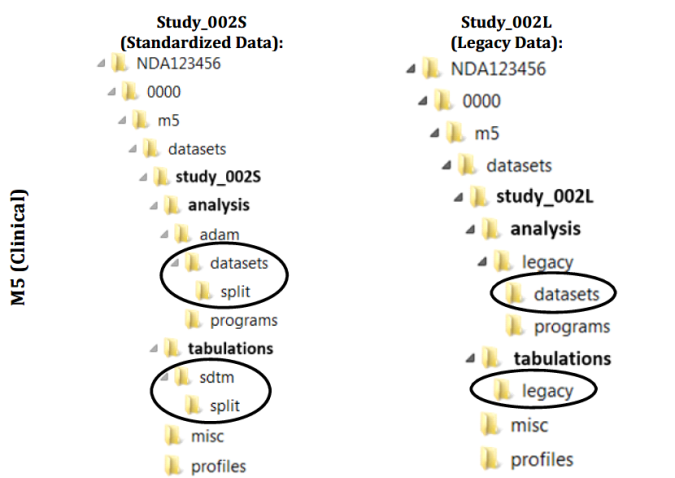 Study_002S
(Standardized Data):
NDA123456
0000
m5
datasets
study_002S
analysis
adam
datasets
split
programs
tabulations
sdtm
split
misc
profiles
Study_002L
(Legacy Data):
NDA123456
0000
m5
datasets
study_002L
analysis
legacy
datasets
programs
tabulations
legacy
misc
profiles
M5 (Clinical)